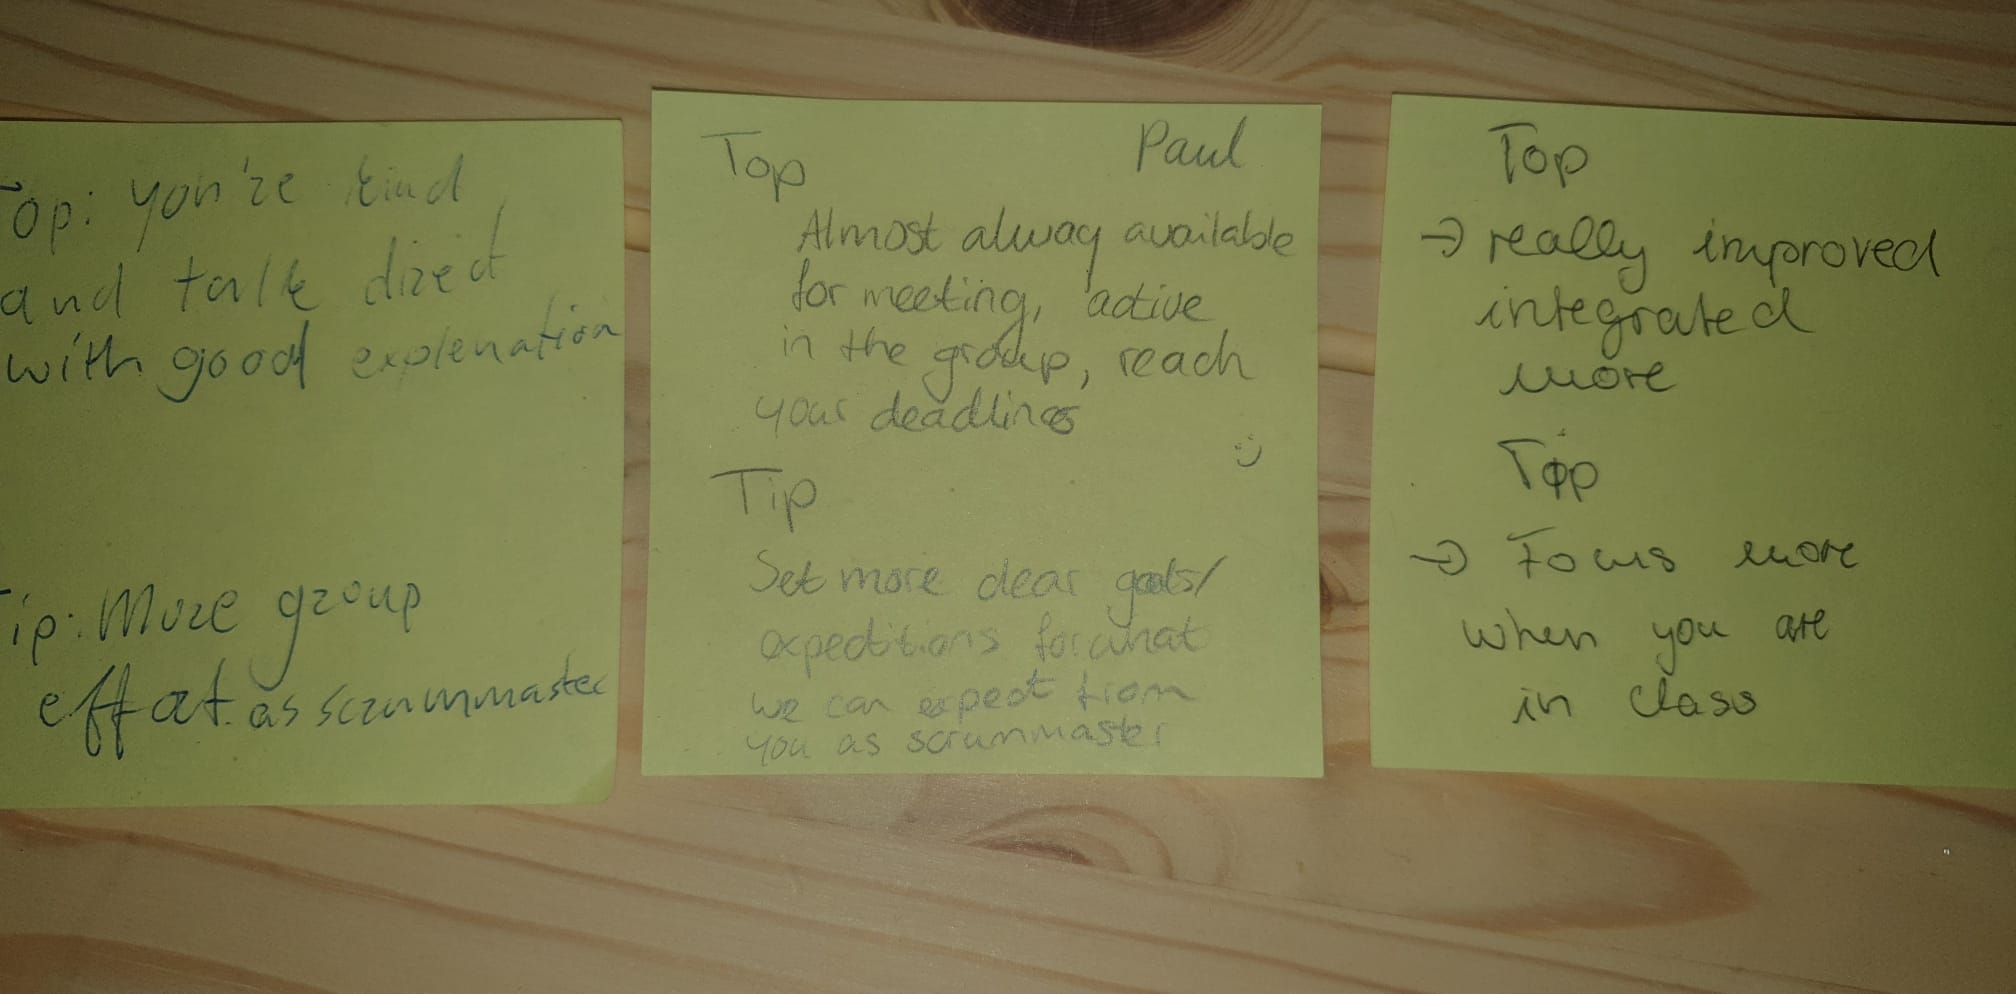 op: you're kind
and talk direct
with good explenation
ip: More group
effort as scrummaster
Top
Paul
Almost alway available
for meeting, active
in the group, reach
your deadlines
:)
Tip
Set more clear goals/
expeditions for what
we can expect from
you as scrummaster
Top
→ really improved
integrated
more
Tip
→ Focus more
when you are
in class